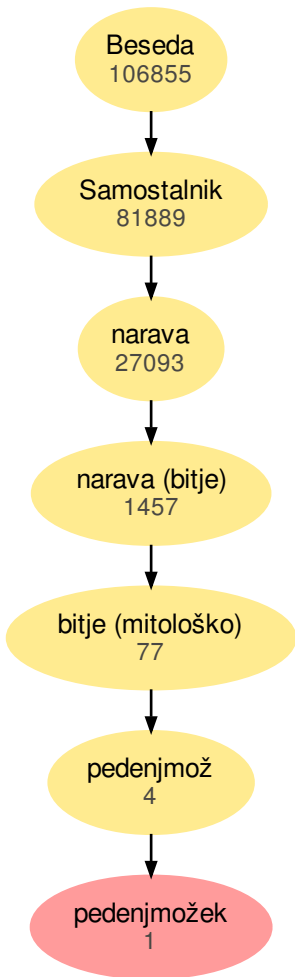 Beseda
106855
Samostalnik
81889
narava
27093
narava (bitje)
1457
bitje (mitološko)
77
pedenjmož
4
pedenjmožek
1